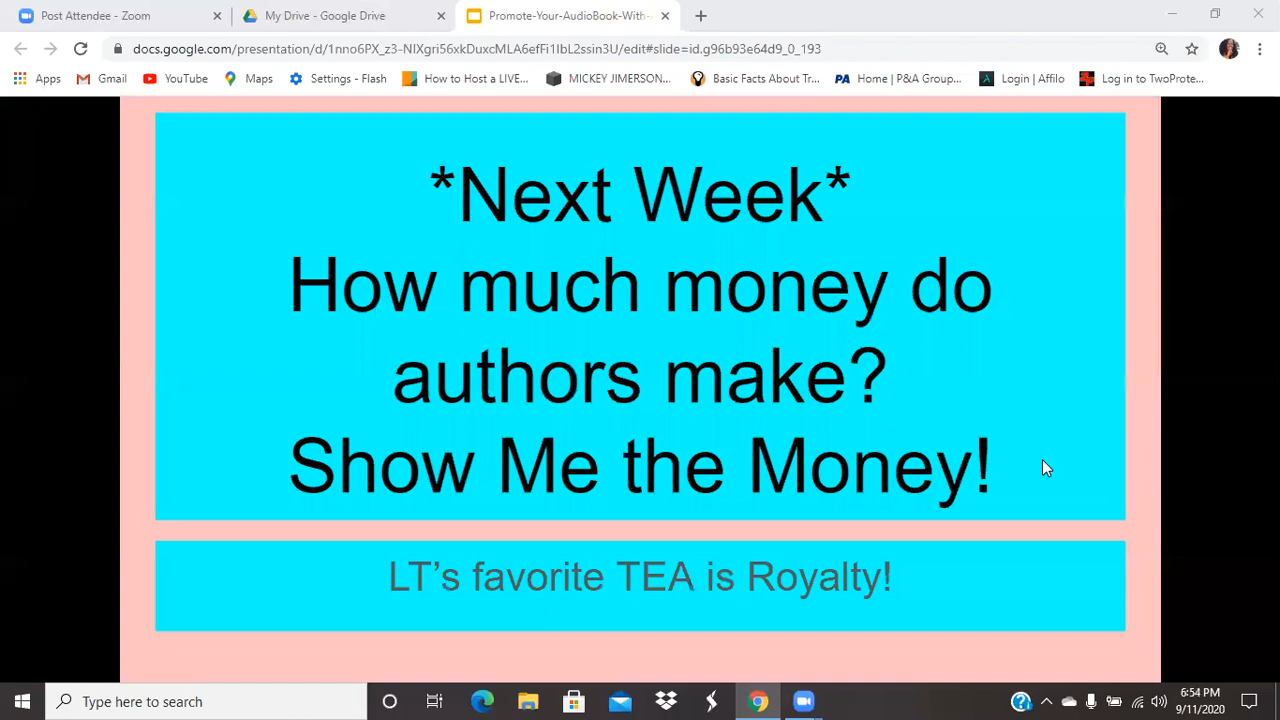 Post Attendee - Zoom
My Drive - Google Drive
Promote-Your-AudioBook-With-
docs.google.com/presentation/d/1nno6PX_z3-NIXgri56xkDuxcMLA6efFi1IbL2ssin3U/edit#slide=id.g96b93e64d9_0_193
Apps
Gmail
YouTube
Maps
Settings - Flash
How to Host a LIVE...
MICKEY JIMERSON...
Basic Facts About Tr...
PA Home | P&A Group...
Login | Affilo
Log in to TwoProte...
*Next Week*
How much money do
authors make?
Show Me the Money!
LT's favorite TEA is Royalty!
Type here to search
6:54 PM
9/11/2020